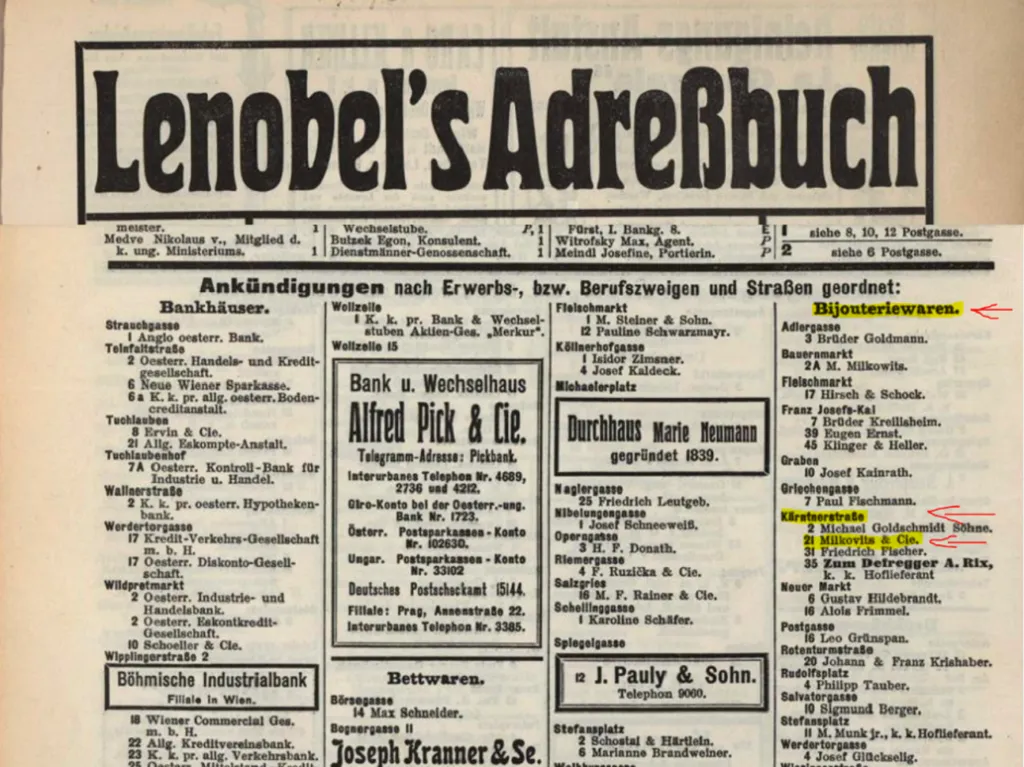 Lenobel's Adreßbuch
meister. 1
Medve Nikolaus v., Mitglied d.
k. ung. Ministeriums. 1
Wechselstube. P, 1
Butzek Egon, Konsulent. 1
Dienstmänner-Genossenschaft. 1
Fürst, I. Bankg. 8. E
Witrofsky Max, Agent. P
Meindl Josefine, Portierin. P
1 siehe 8, 10, 12 Postgasse.
2 siehe 6 Postgasse.
Ankündigungen nach Erwerbs-, bzw. Berufszweigen und Straßen geordnet:
Bankhäuser.
Strauchgasse
1 Anglo oesterr. Bank.
Teinfaltstraße
2 Oesterr. Handels- und Kredit-
gesellschaft.
6 Neue Wiener Sparkasse.
6a K. k. pr. allg. oesterr. Boden-
creditanstalt.
Tuchlauben
8 Ervin & Cie.
21 Allg. Eskompte-Anstalt.
Tuchlaubenhof
7A Oesterr. Kontroll-Bank für
Industrie u. Handel.
Wallnerstraße
2 K. k. pr. oesterr. Hypotheken-
bank.
Werdertorgasse
17 Kredit-Verkehrs-Gesellschaft
m. b. H.
17 Oesterr. Diskonto-Gesell-
schaft.
Wildpretmarkt
2 Oesterr. Industrie- und
Handelsbank.
2 Oesterr. Eskontkredit-
Gesellschaft.
10 Schoeller & Cie.
Wipplingerstraße 2
Böhmische Industrialbank
Filiale in Wien.
18 Wiener Commercial Ges.
m. b. H.
22 Allg. Kreditvereinsbank.
23 K. k. pr. allg. Verkehrsbank.
Wollzeile
1 K. k. pr. Bank & Wechsel-
stuben Aktien-Ges. „Merkur".
Wollzeile 15
Bank u. Wechselhaus
Alfred Pick & Cie.
Telegramm-Adresse: Pickbank.
Interurbanes Telephon Nr. 4689,
2736 und 4212.
Giro-Konto bei der Oesterr.-ung.
Bank Nr. 1723.
Österr. Postsparkassen-Konto
Nr. 102630.
Ungar. Postsparkassen-Konto
Nr. 33102
Deutsches Postscheckamt 15144.
Filiale: Prag, Annenstraße 22.
Interurbanes Telephon Nr. 3385.
Bettwaren.
Börsegasse
14 Max Schneider.
Bognergasse 11
Joseph Kranner & Se.
Fleischmarkt
1 M. Steiner & Sohn.
12 Pauline Schwarzmayr.
Köllnerhofgasse
1 Isidor Zimsner.
4 Josef Kaldeck.
Michaelerplatz
Durchhaus Marie Neumann
gegründet 1839.
Naglergasse
25 Friedrich Leutgeb.
Nibelungengasse
1 Josef Schneeweiß.
Operngasse
3 H. F. Donath.
Riemergasse
4 F. Ruzička & Cie.
Salzgries
16 M. F. Rainer & Cie.
Schellinggasse
1 Karoline Schäfer.
Spiegelgasse
12 J. Pauly & Sohn.
Telephon 9060.
Stefansplatz
2 Schostal & Härtlein.
6 Marianne Brandweiner.
Bijouteriewaren.
Adlergasse
3 Brüder Goldmann.
Bauernmarkt
2A M. Milkowits.
Fleischmarkt
17 Hirsch & Schock.
Franz Josefs-Kai
7 Brüder Kreilisheim.
39 Eugen Ernst.
45 Klinger & Heller.
Graben
10 Josef Kainrath.
Griechengasse
7 Paul Fischmann.
Kärntnerstraße
2 Michael Goldschmidt Söhne.
21 Milkovits & Cie.
31 Friedrich Fischer.
35 Zum Defregger A. Rix,
k. k. Hoflieferant
Neuer Markt
6 Gustav Hildebrandt.
16 Alois Frimmel.
Postgasse
16 Leo Grünspan.
Rotenturmstraße
20 Johann & Franz Krishaber.
Rudolfsplatz
4 Philipp Tauber.
Salvatorgasse
10 Sigmund Berger.
Stefansplatz
11 M. Munk jr., k. k. Hoflieferant.
Werdertorgasse
4 Josef Glückselig.